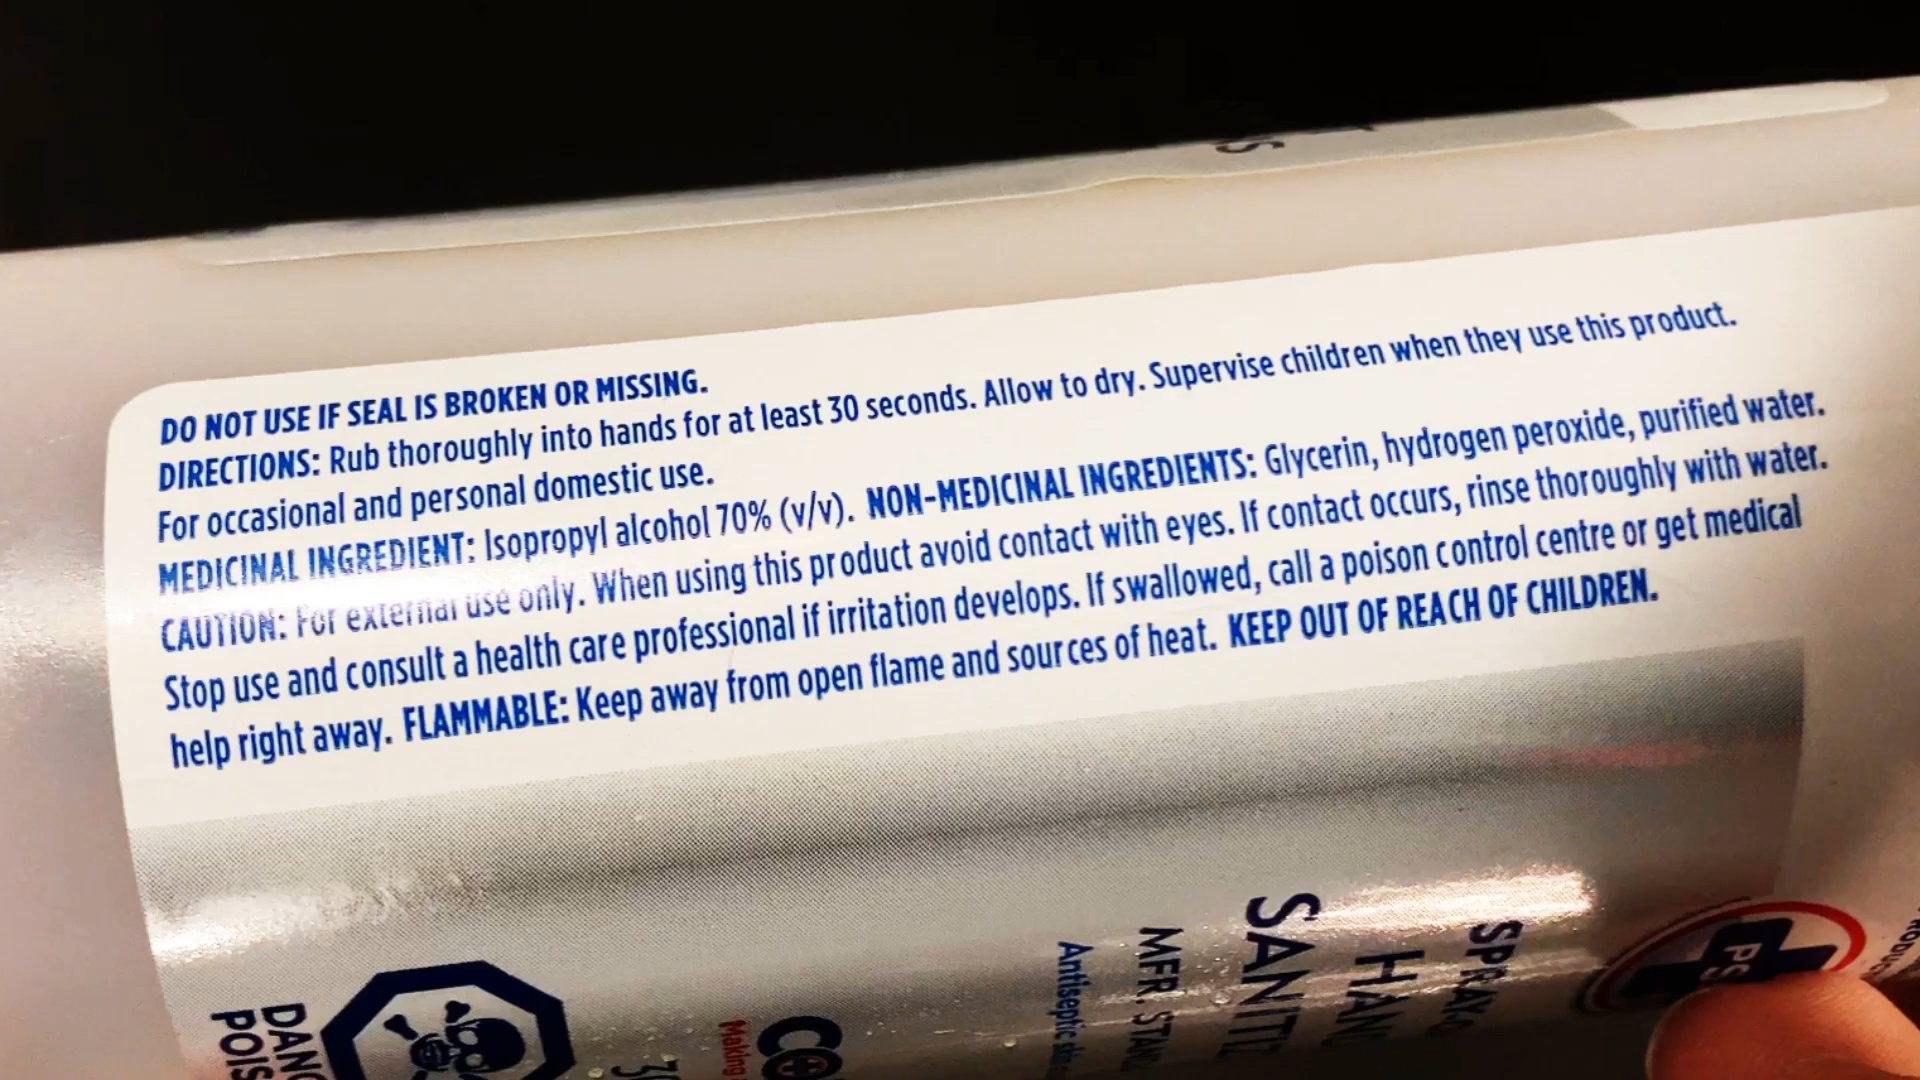 DO NOT USE IF SEAL IS BROKEN OR MISSING.
DIRECTIONS: Rub thoroughly into hands for at least 30 seconds. Allow to dry. Supervise children when they use this product.
For occasional and personal domestic use.
MEDICINAL INGREDIENT: Isopropyl alcohol 70% (v/v). NON-MEDICINAL INGREDIENTS: Glycerin, hydrogen peroxide, purified water.
CAUTION: For external use only. When using this product avoid contact with eyes. If contact occurs, rinse thoroughly with water.
Stop use and consult a health care professional if irritation develops. If swallowed, call a poison control centre or get medical
help right away. FLAMMABLE: Keep away from open flame and sources of heat. KEEP OUT OF REACH OF CHILDREN.
MFR.
Antiseptic
Making